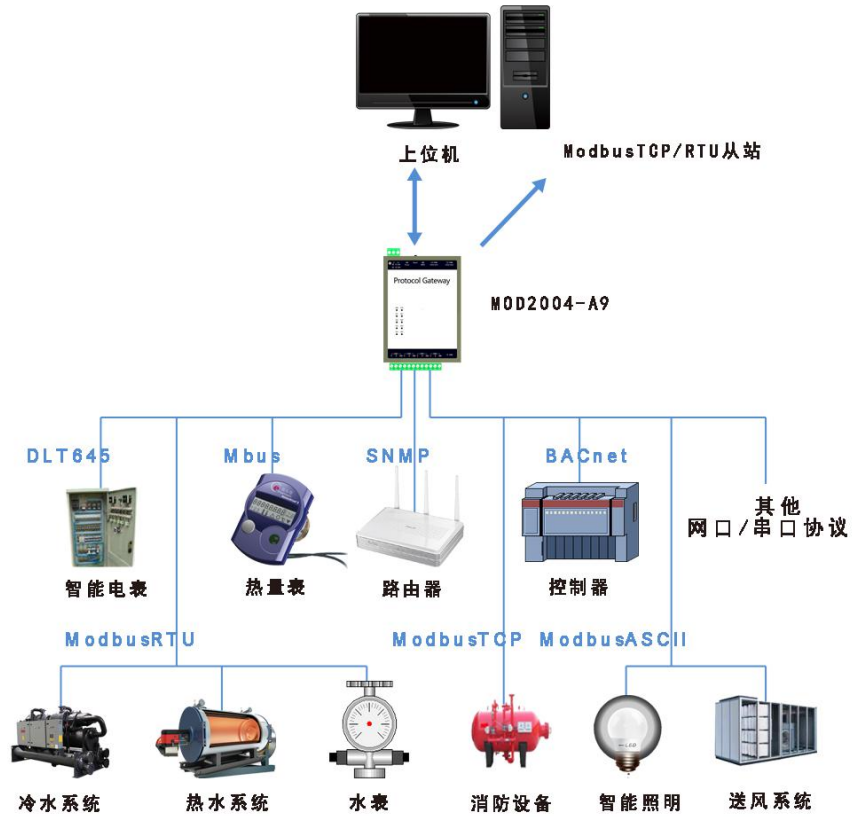 上位机
ModbusTCP/RTU从站
Protocol Gateway
MOD2004-A9
DLT645
Mbus
SNMP
BACnet
其他
网口/串口协议
智能电表
热量表
路由器
控制器
ModbusRTU
ModbusTCP
ModbusASCII
冷水系统
热水系统
水表
消防设备
智能照明
送风系统